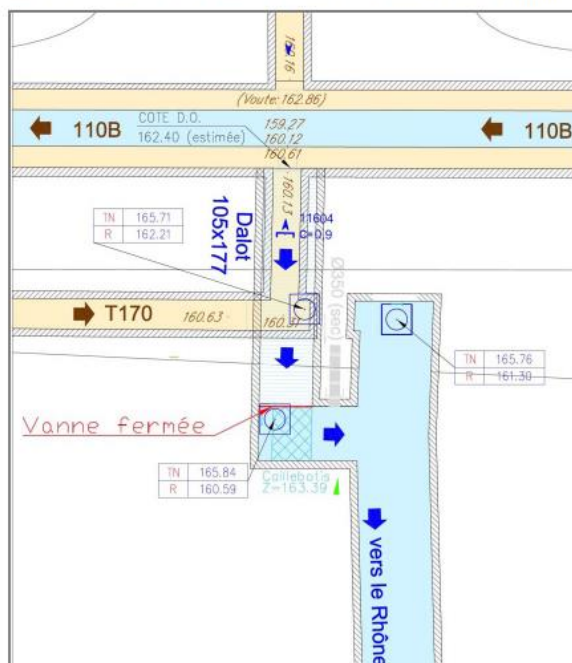 160.16
(Voute: 162.86)
COTE D.O.
162.40 (estimée)
110B
159.27
160.12
160.61
110B
160.13
11604
C=0.9
Dalot
105x177
TN 165.71
R 162.21
Ø350 (sec)
T170
160.63
TN 165.76
R 161.30
Vanne fermée
TN 165.84
R 160.59
Caillebotis
Z=163.39
vers le Rhône